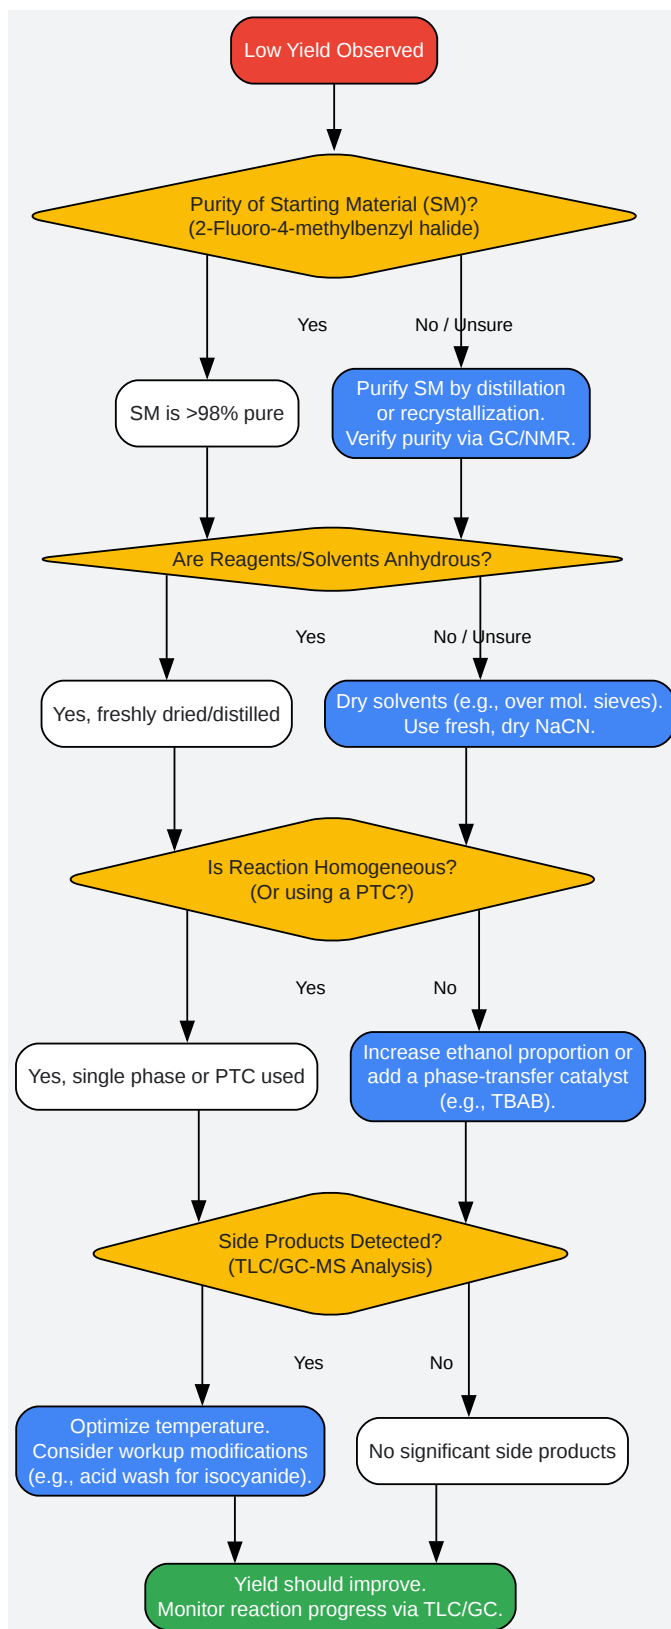 Low Yield Observed
Purity of Starting Material (SM)?
(2-Fluoro-4-methylbenzyl halide)
Yes
No / Unsure
SM is >98% pure
Purify SM by distillation
or recrystallization.
Verify purity via GC/NMR.
Are Reagents/Solvents Anhydrous?
Yes
No / Unsure
Yes, freshly dried/distilled
Dry solvents (e.g., over mol. sieves).
Use fresh, dry NaCN.
Is Reaction Homogeneous?
(Or using a PTC?)
Yes
No
Yes, single phase or PTC used
Increase ethanol proportion or
add a phase-transfer catalyst
(e.g., TBAB).
Side Products Detected?
(TLC/GC-MS Analysis)
Yes
No
Optimize temperature.
Consider workup modifications
(e.g., acid wash for isocyanide).
No significant side products
Yield should improve.
Monitor reaction progress via TLC/GC.